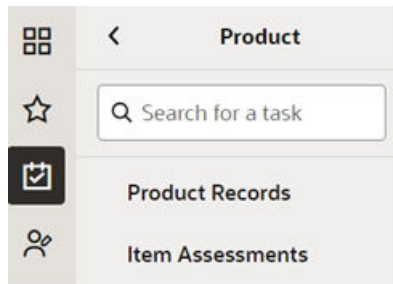 Product
Search for a task
Product Records
Item Assessments